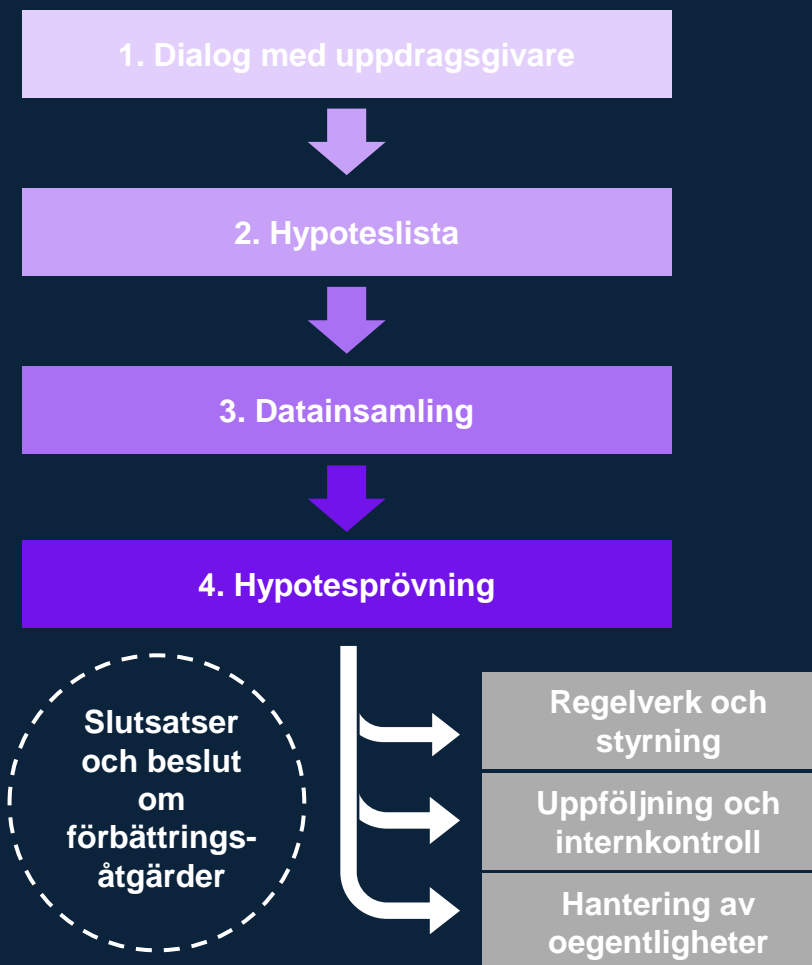 1. Dialog med uppdragsgivare
2. Hypoteslista
3. Datainsamling
4. Hypotesprövning
Slutsatser
och beslut
om
förbättrings-
åtgärder
Regelverk och
styrning
Uppföljning och
internkontroll
Hantering av
oegentligheter